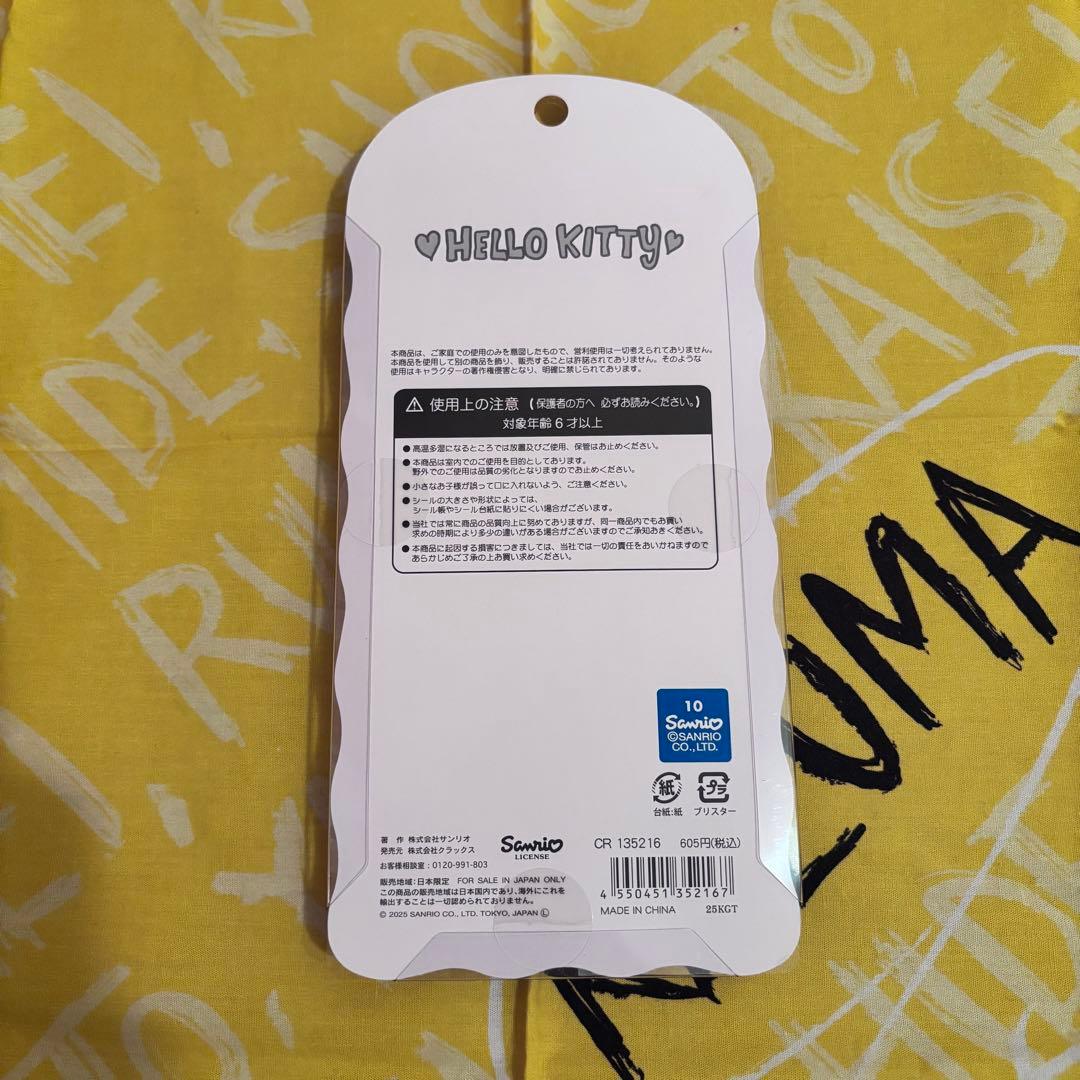 HELLO KITTY
本商品は、ご家庭での使用のみを意図したもので、営利使用は一切考えられておりません。
本商品を使用して別の商品を飾り、販売することは許諾されておりません。そのような
使用はキャラクターの著作権侵害となり、明確に禁じられております。
使用上の注意 (保護者の方へ 必ずお読みください。)
対象年齢6才以上
●高温多湿になるところでは放置及びご使用、保管はお止めください。
●本商品は室内でのご使用を目的としております。
野外でのご使用は品質の劣化となりますのでお止めください。
●小さなお子様が誤って口に入れないよう、ご注意ください。
●シールの大きさや形状によっては、
シール帳やシール台紙に貼りにくい場合がございます。
●当社では常に商品の品質向上に努めておりますが、同一商品内でもお買い
求めの時期により多少の違いがある場合がございますのでご承知おきください。
●本商品に起因する損害につきましては、当社では一切の責任をおいかねますので
あらかじめご了承の上お買い求めください。
10
Sanrio
©SANRIO
CO.,LTD.
紙 プラ
台紙:紙 ブリスター
著 作 株式会社サンリオ
発売元 株式会社クラックス
お客様相談室:0120-991-803
Sanrio
LICENSE
CR 135216 605円(税込)
4 550451 352167
MADE IN CHINA 25KGT
販売地域:日本限定 FOR SALE IN JAPAN ONLY
この商品の販売地域は日本国内であり、海外にこれを
輸出することは一切認められておりません。
© 2025 SANRIO CO., LTD. TOKYO, JAPAN Ⓛ